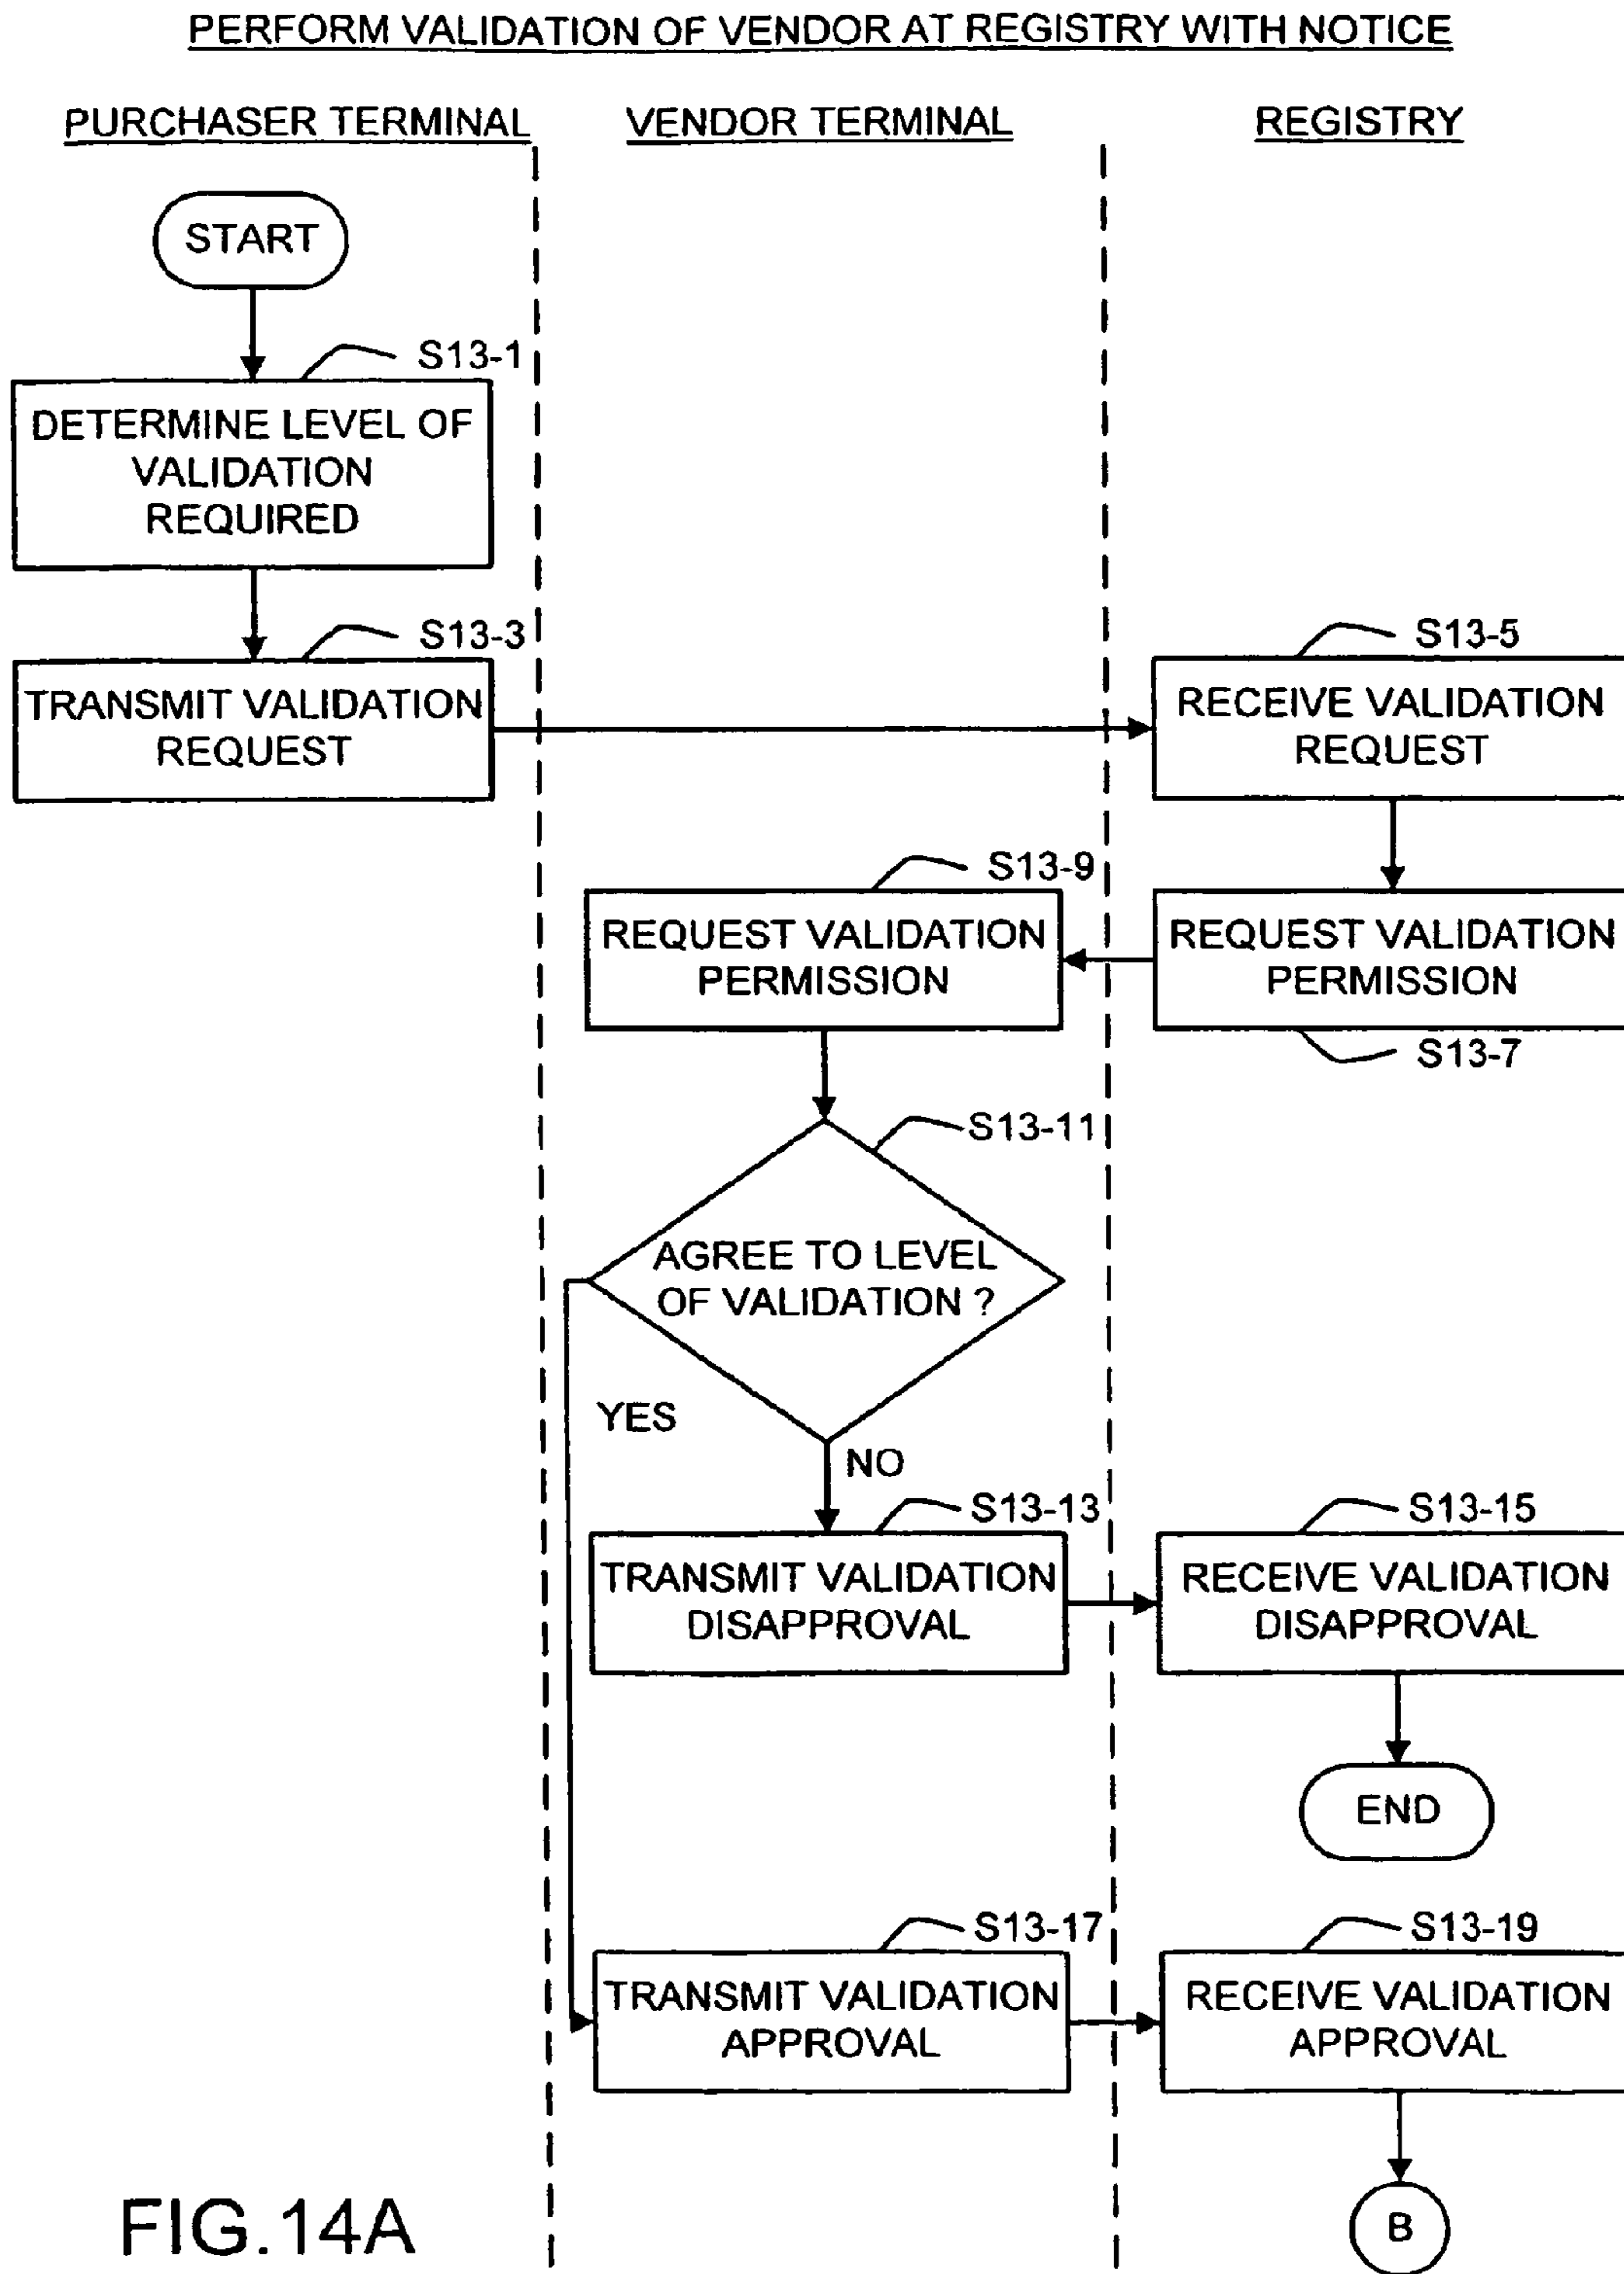 PERFORM VALIDATION OF VENDOR AT REGISTRY WITH NOTICE
PURCHASER TERMINAL
VENDOR TERMINAL
REGISTRY
START
S13-1
DETERMINE LEVEL OF
VALIDATION
REQUIRED
S13-3
TRANSMIT VALIDATION
REQUEST
S13-5
RECEIVE VALIDATION
REQUEST
S13-9
REQUEST VALIDATION
PERMISSION
REQUEST VALIDATION
PERMISSION
S13-7
S13-11
AGREE TO LEVEL
OF VALIDATION ?
YES
NO
S13-13
TRANSMIT VALIDATION
DISAPPROVAL
S13-15
RECEIVE VALIDATION
DISAPPROVAL
END
S13-17
TRANSMIT VALIDATION
APPROVAL
S13-19
RECEIVE VALIDATION
APPROVAL
B
FIG.14A